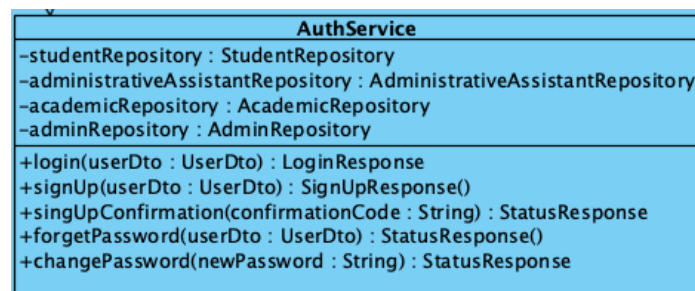 AuthService
-studentRepository : StudentRepository
-administrativeAssistantRepository : AdministrativeAssistantRepository
-academicRepository : AcademicRepository
-adminRepository : AdminRepository
+login(userDto : UserDto) : LoginResponse
+signUp(userDto : UserDto) : SignUpResponse()
+singUpConfirmation(confirmationCode : String) : StatusResponse
+forgetPassword(userDto : UserDto) : StatusResponse()
+changePassword(newPassword : String) : StatusResponse